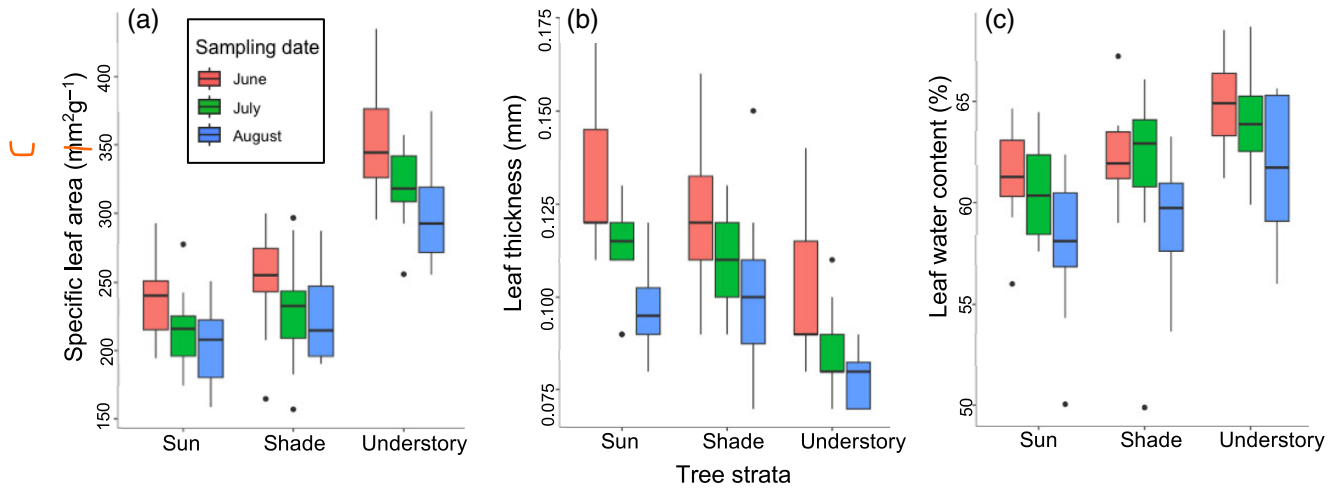 (a)
Sampling date
June
July
August
Specific leaf area (mm²g⁻¹)
400
350
300
250
200
150
Sun
Shade
Understory
(b)
Leaf thickness (mm)
0.175
0.150
0.125
0.100
0.075
Sun
Shade
Understory
Tree strata
(c)
Leaf water content (%)
65
60
55
50
Sun
Shade
Understory